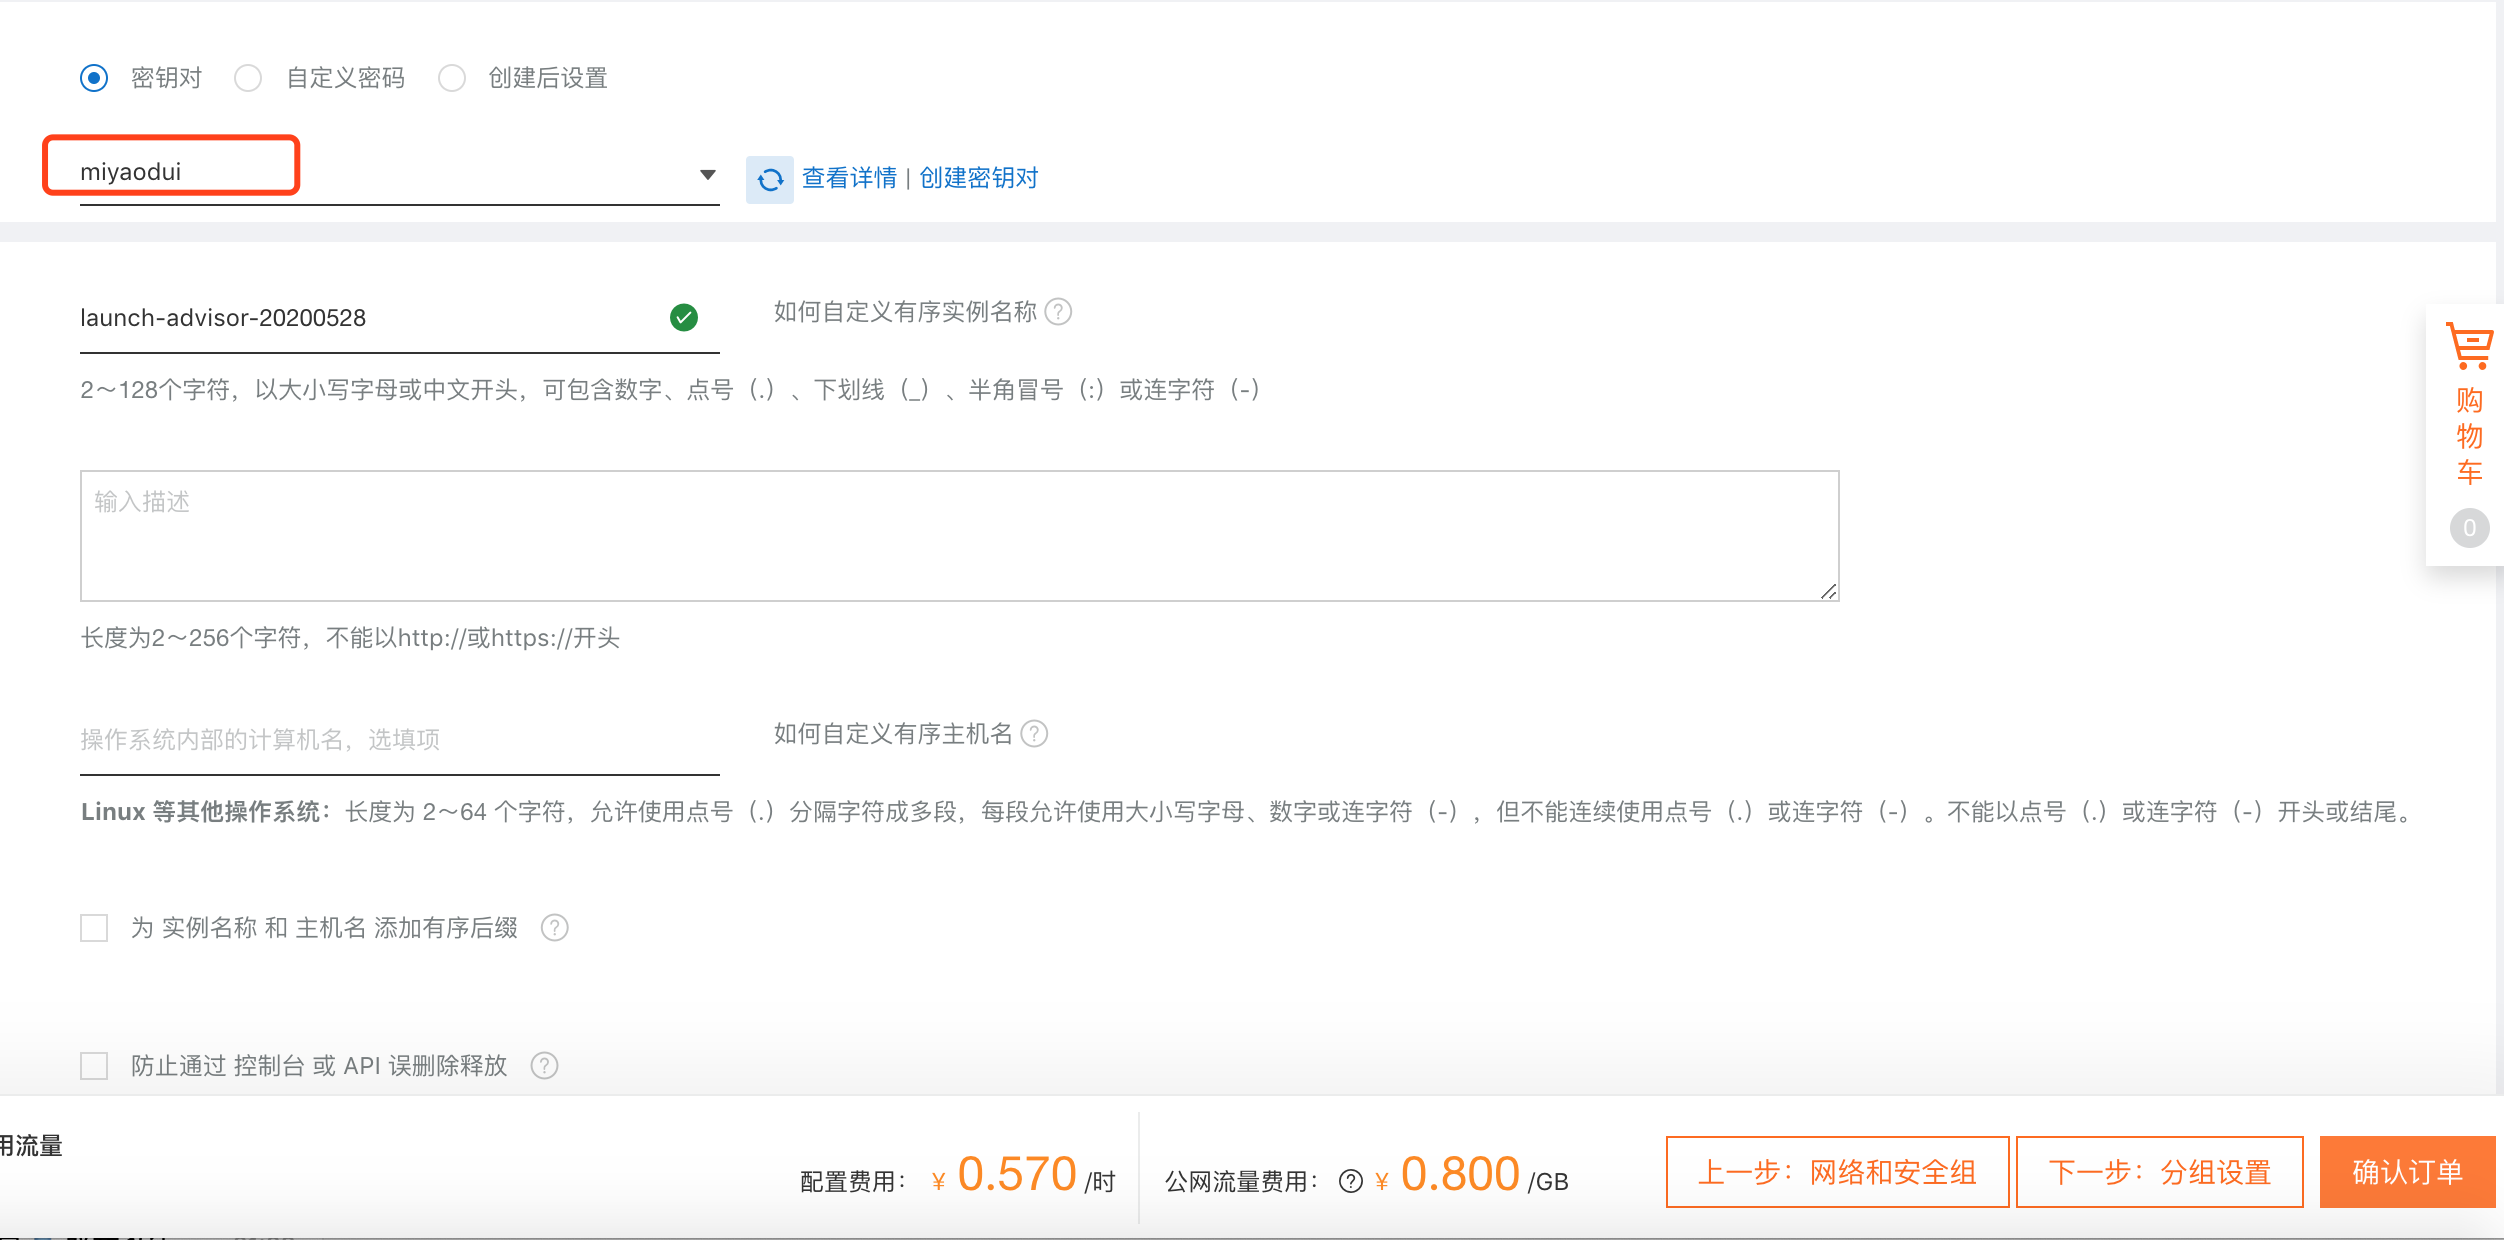 密钥对 自定义密码 创建后设置
miyaodui
查看详情 | 创建密钥对
launch-advisor-20200528
如何自定义有序实例名称 ?
2～128个字符，以大小写字母或中文开头，可包含数字、点号（.）、下划线（_）、半角冒号（:）或连字符（-）
输入描述
长度为2～256个字符，不能以http://或https://开头
操作系统内部的计算机名，选填项
如何自定义有序主机名 ?
Linux 等其他操作系统：长度为 2～64 个字符，允许使用点号（.）分隔字符成多段，每段允许使用大小写字母、数字或连字符（-），但不能连续使用点号（.）或连字符（-）。不能以点号（.）或连字符（-）开头或结尾。
为 实例名称 和 主机名 添加有序后缀 ?
防止通过 控制台 或 API 误删除释放 ?
购物车
0
用流量
配置费用： ¥ 0.570 /时
公网流量费用： ? ¥ 0.800 /GB
上一步：网络和安全组
下一步：分组设置
确认订单